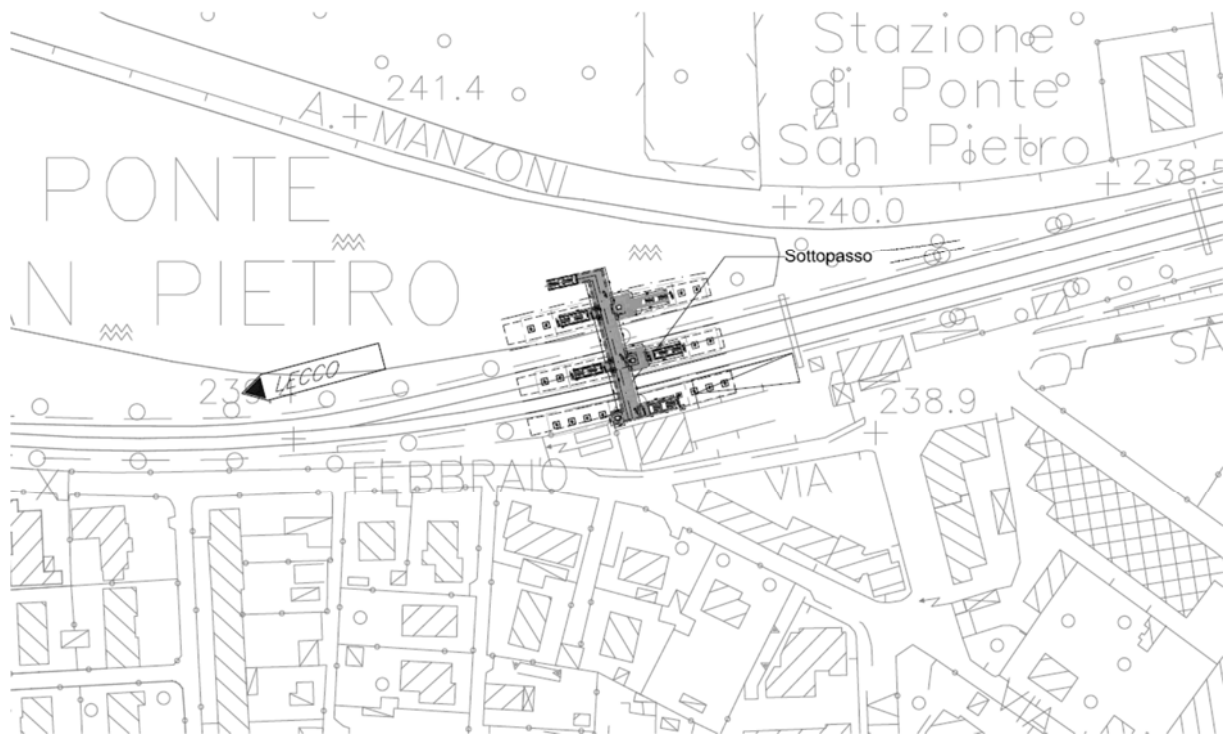 Stazione
di Ponte
San Pietro
241.4
A. MANZONI
238.5
PONTE
240.0
Sottopasso
N PIETRO
LECCO
SA
238.9
X FEBBRAIO
VIA